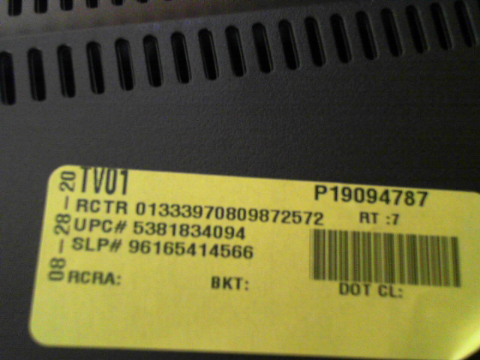 TV01
P19094787
RCTR 01333970809872572 RT :7
UPC# 5381834094
SLP# 96165414566
RCRA: BKT: DOT CL:
08-28-20